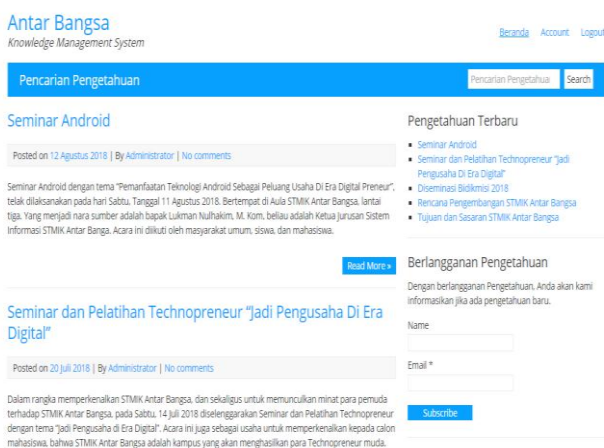 Antar Bangsa
Knowledge Management System
Beranda Account Logout
Pencarian Pengetahuan
Pencarian Pengetahua Search
Seminar Android
Posted on 12 Agustus 2018 | By Administrator | No comments
Seminar Android dengan tema "Pemanfaatan Teknologi Android Sebagai Peluang Usaha Di Era Digital Preneur",
telak dilaksanakan pada hari Sabtu, Tanggal 11 Agustus 2018. Bertempat di Aula STMIK Antar Bangsa, lantai
tiga. Yang menjadi nara sumber adalah bapak Lukman Nulhakim, M. Kom, beliau adalah Ketua Jurusan Sistem
Informasi STMIK Antar Banga. Acara ini diikuti oleh masyarakat umum, siswa, dan mahasiswa.
Read More »
Seminar dan Pelatihan Technopreneur "Jadi Pengusaha Di Era
Digital"
Posted on 20 Juli 2018 | By Administrator | No comments
Dalam rangka memperkenalkan STMIK Antar Bangsa, dan sekaligus untuk memunculkan minat para pemuda
terhadap STMIK Antar Bangsa, pada Sabtu, 14 Juli 2018 diselenggarakan Seminar dan Pelatihan Technopreneur
dengan tema "Jadi Pengusaha Di Era Digital". Acara ini juga sebagai usaha untuk memperkenalkan kepada calon
mahasiswa, bahwa STMIK Antar Bangsa adalah kampus yang akan menghasilkan para Technopreneur muda.
Pengetahuan Terbaru
Seminar Android
Seminar dan Pelatihan Technopreneur "Jadi
Pengusaha Di Era Digital"
Diseminasi Bidikmisi 2018
Rencana Pengembangan STMIK Antar Bangsa
Tujuan dan Sasaran STMIK Antar Bangsa
Berlangganan Pengetahuan
Dengan berlangganan Pengetahuan, Anda akan kami
informasikan jika ada pengetahuan baru.
Name
Email *
Subscribe